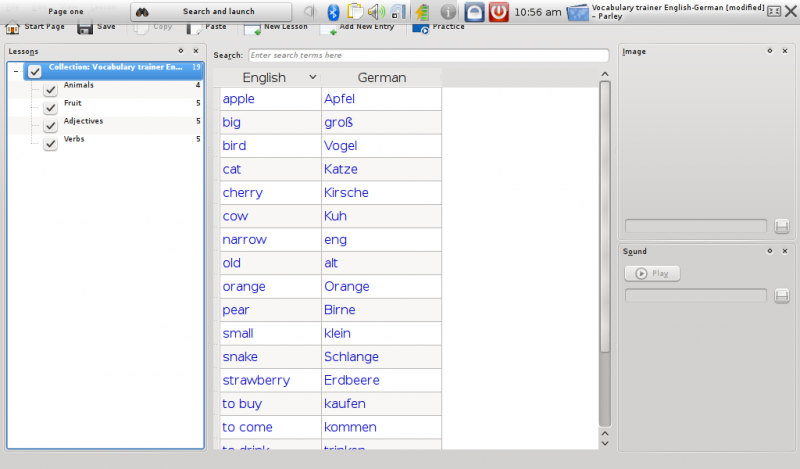 Page one
Search and launch
10:56 am
Vocabulary trainer English-German [modified] – Parley
Start Page
Save
Copy
Paste
New Lesson
Add New Entry
Practice
Lessons
Collection: Vocabulary trainer En... 19
Animals 4
Fruit 5
Adjectives 5
Verbs 5
Search: Enter search terms here
English German
apple Apfel
big groß
bird Vogel
cat Katze
cherry Kirsche
cow Kuh
narrow eng
old alt
orange Orange
pear Birne
small klein
snake Schlange
strawberry Erdbeere
to buy kaufen
to come kommen
to drink trinken
Image
Sound
Play